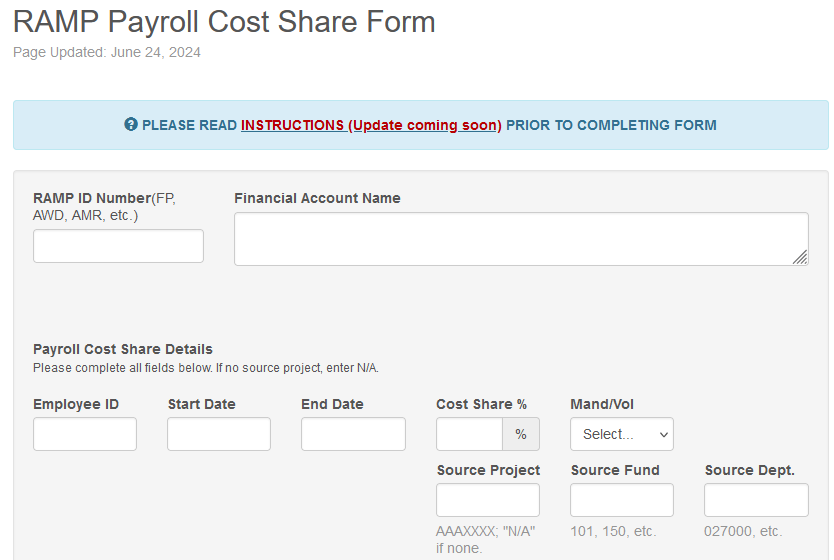 RAMP Payroll Cost Share Form
Page Updated: June 24, 2024
PLEASE READ INSTRUCTIONS (Update coming soon) PRIOR TO COMPLETING FORM
RAMP ID Number(FP,
AWD, AMR, etc.)
Financial Account Name
Payroll Cost Share Details
Please complete all fields below. If no source project, enter N/A.
Employee ID Start Date End Date Cost Share % Mand/Vol
% Select...
Source Project Source Fund Source Dept.
AAAXXXX; "N/A" 101, 150, etc. 027000, etc.
if none.